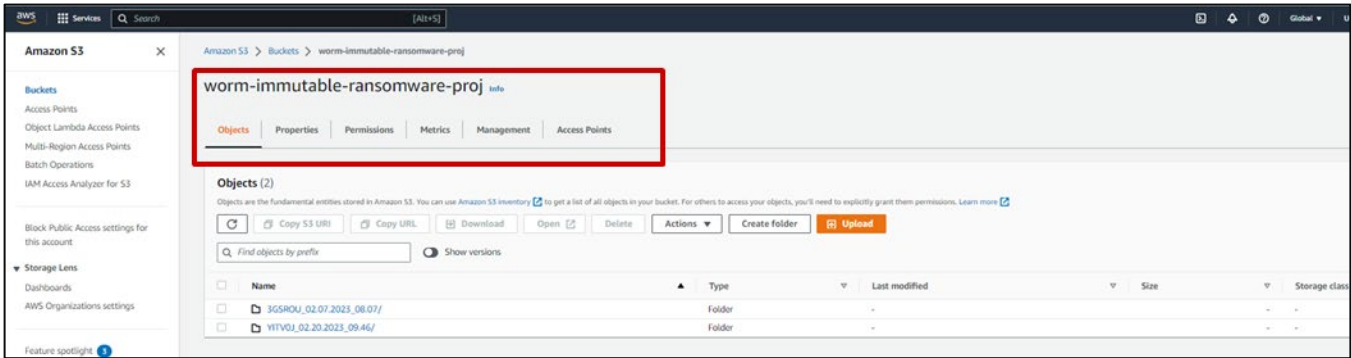 aws Services Search [Alt+S] Global
Amazon S3
Amazon S3 > Buckets > worm-immutable-ransomware-proj
Buckets
Access Points
Object Lambda Access Points
Multi-Region Access Points
Batch Operations
IAM Access Analyzer for S3
Block Public Access settings for
this account
Storage Lens
Dashboards
AWS Organizations settings
Feature spotlight 3
worm-immutable-ransomware-proj Info
Objects Properties Permissions Metrics Management Access Points
Objects (2)
Objects are the fundamental entities stored in Amazon S3. You can use Amazon S3 inventory to get a list of all objects in your bucket. For others to access your objects, you'll need to explicitly grant them permissions. Learn more
Copy S3 URI Copy URL Download Open Delete Actions Create folder Upload
Find objects by prefix Show versions
Name Type Last modified Size Storage class
3GSROU_02.07.2023_08.07/ Folder - - -
YITV0J_02.20.2023_09.46/ Folder - - -